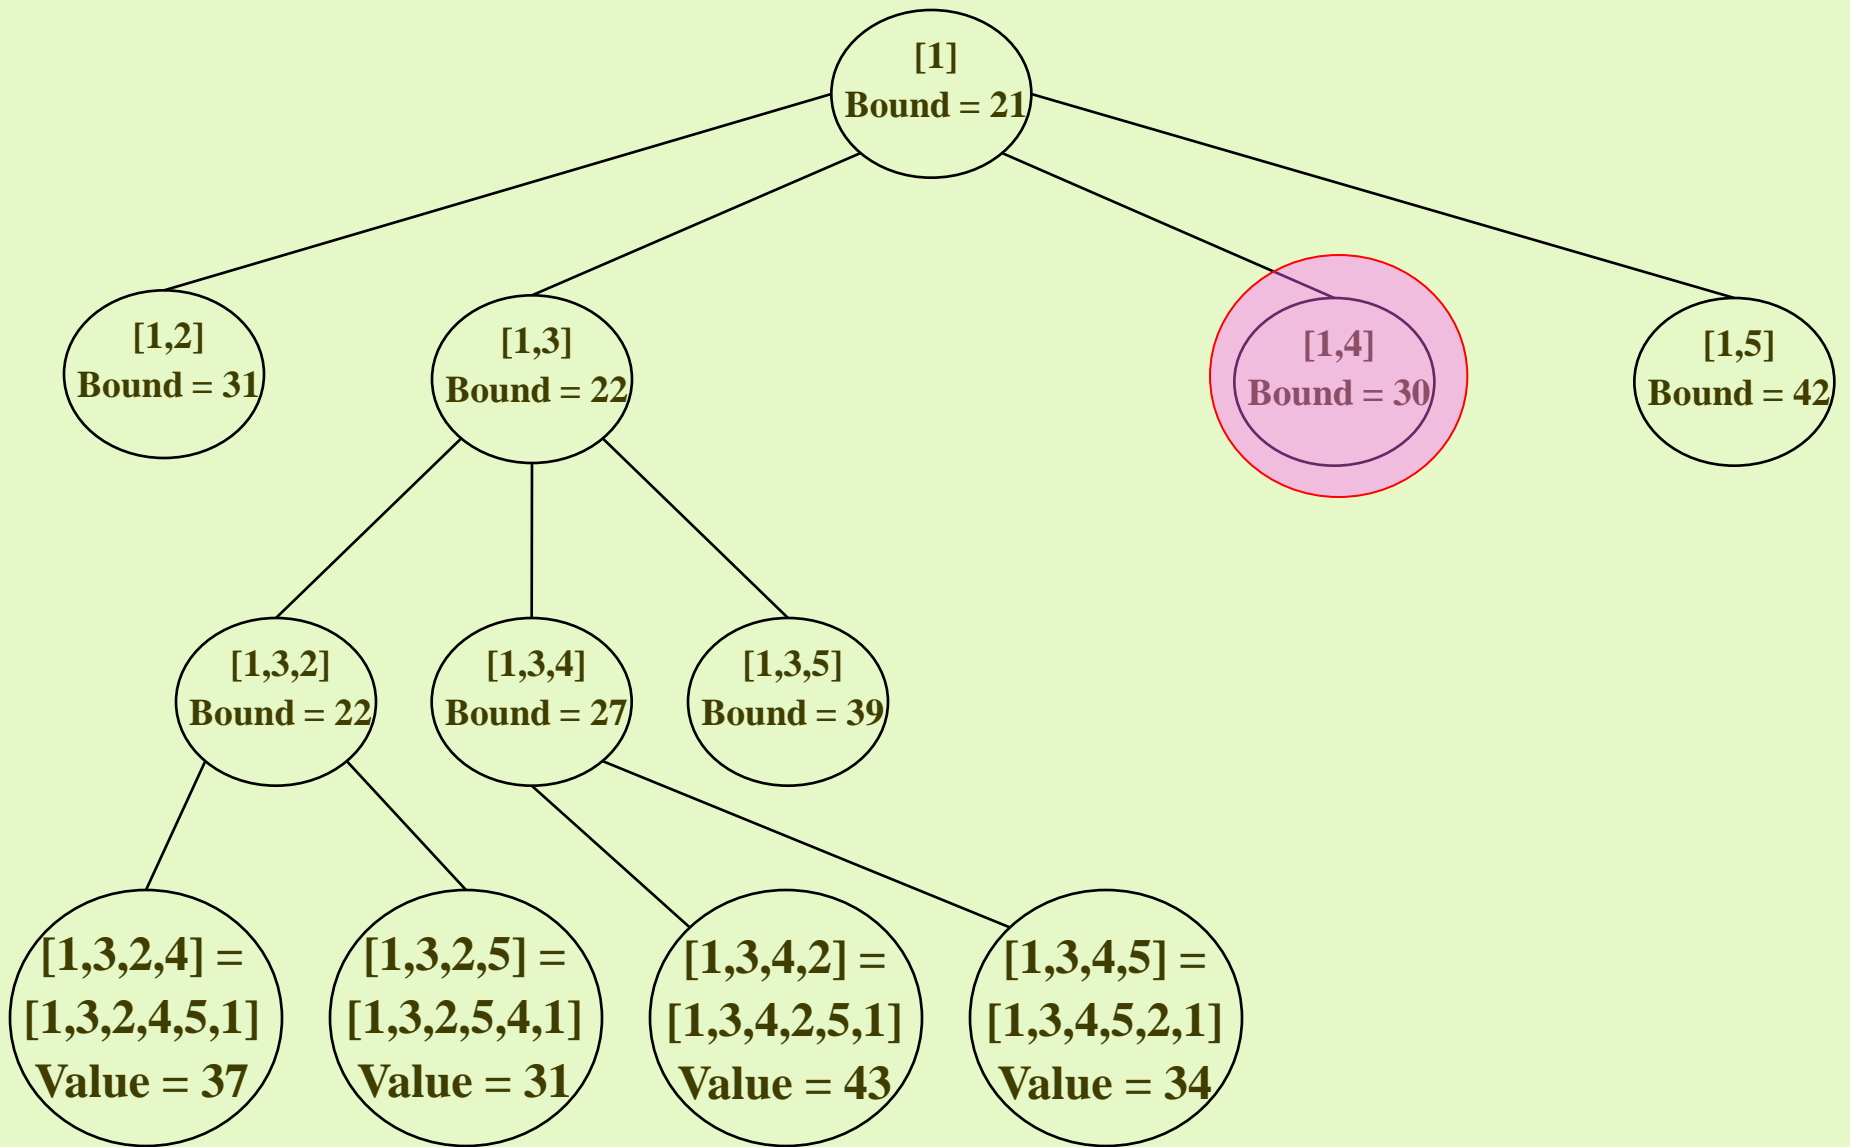 [1]
Bound = 21
[1,2]
Bound = 31
[1,3]
Bound = 22
[1,4]
Bound = 30
[1,5]
Bound = 42
[1,3,2]
Bound = 22
[1,3,4]
Bound = 27
[1,3,5]
Bound = 39
[1,3,2,4] =
[1,3,2,4,5,1]
Value = 37
[1,3,2,5] =
[1,3,2,5,4,1]
Value = 31
[1,3,4,2] =
[1,3,4,2,5,1]
Value = 43
[1,3,4,5] =
[1,3,4,5,2,1]
Value = 34